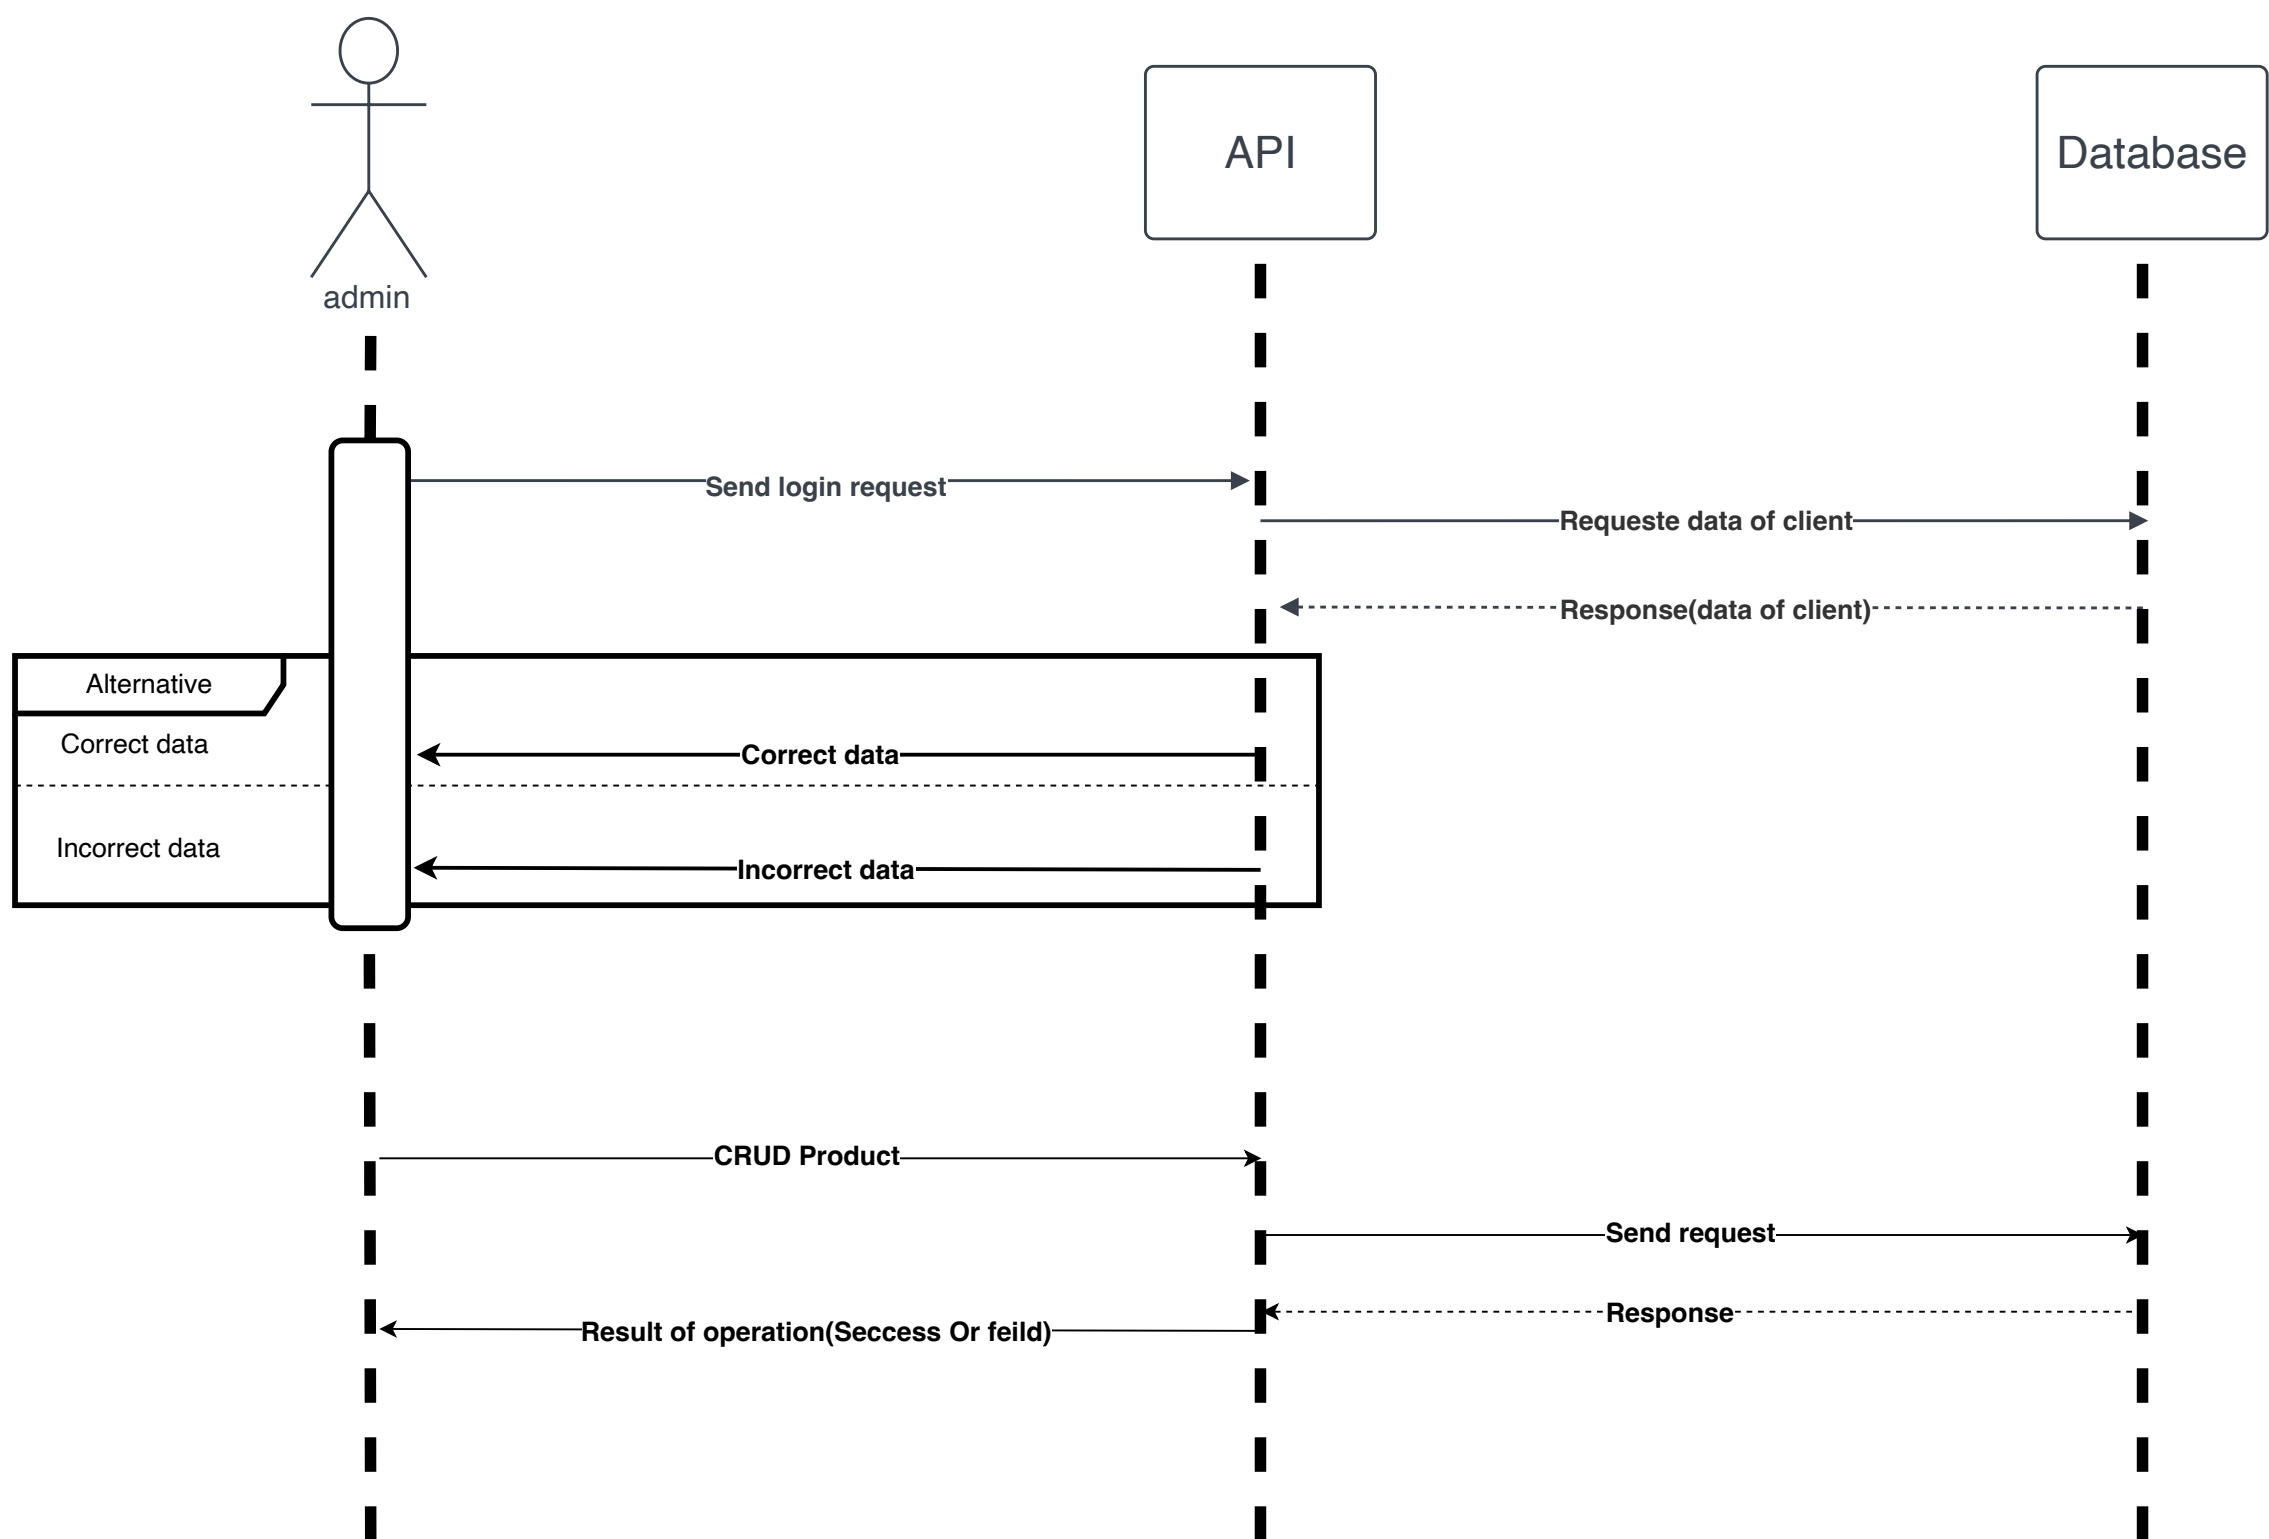 API
Database
admin
Send login request
Requeste data of client
Response(data of client)
Alternative
Correct data
Correct data
Incorrect data
Incorrect data
CRUD Product
Send request
Response
Result of operation(Seccess Or feild)